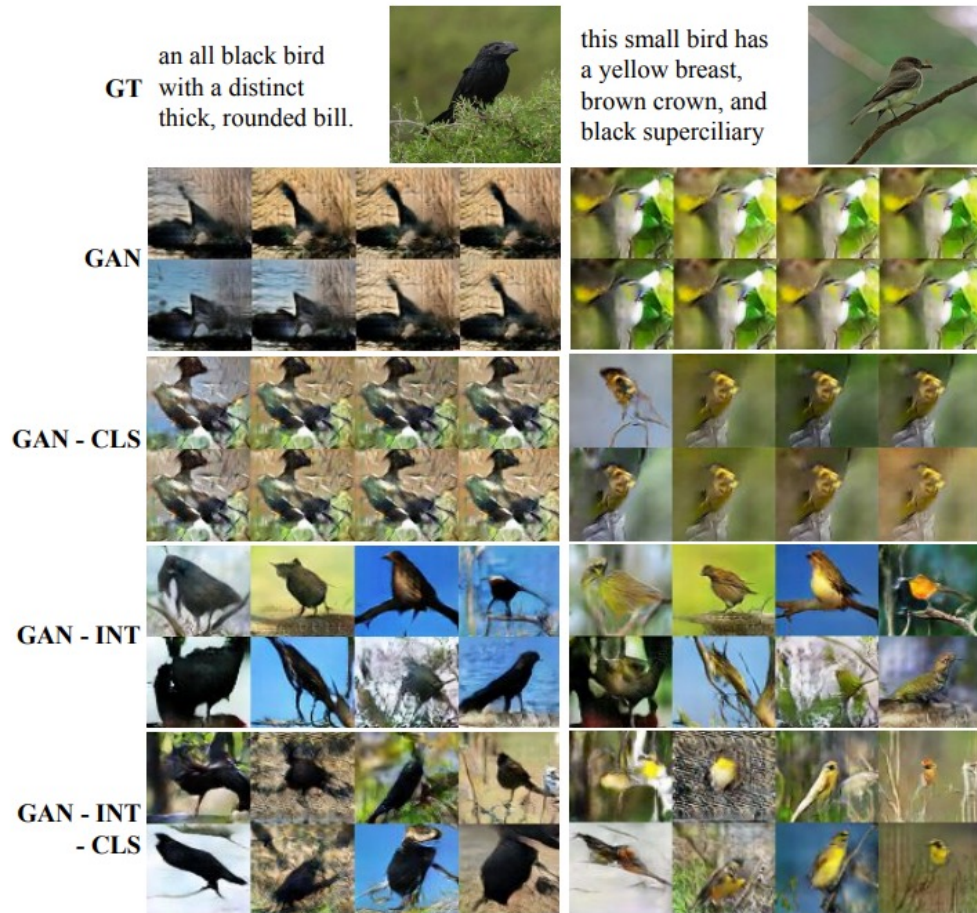 GT
an all black bird
with a distinct
thick, rounded bill.
this small bird has
a yellow breast,
brown crown, and
black superciliary
GAN
GAN - CLS
GAN - INT
GAN - INT
- CLS